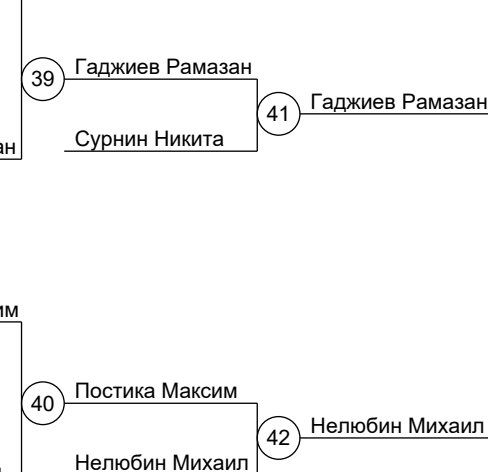 39
Гаджиев Рамазан
41
Гаджиев Рамазан
Сурнин Никита
40
Постика Максим
42
Нелюбин Михаил
Нелюбин Михаил